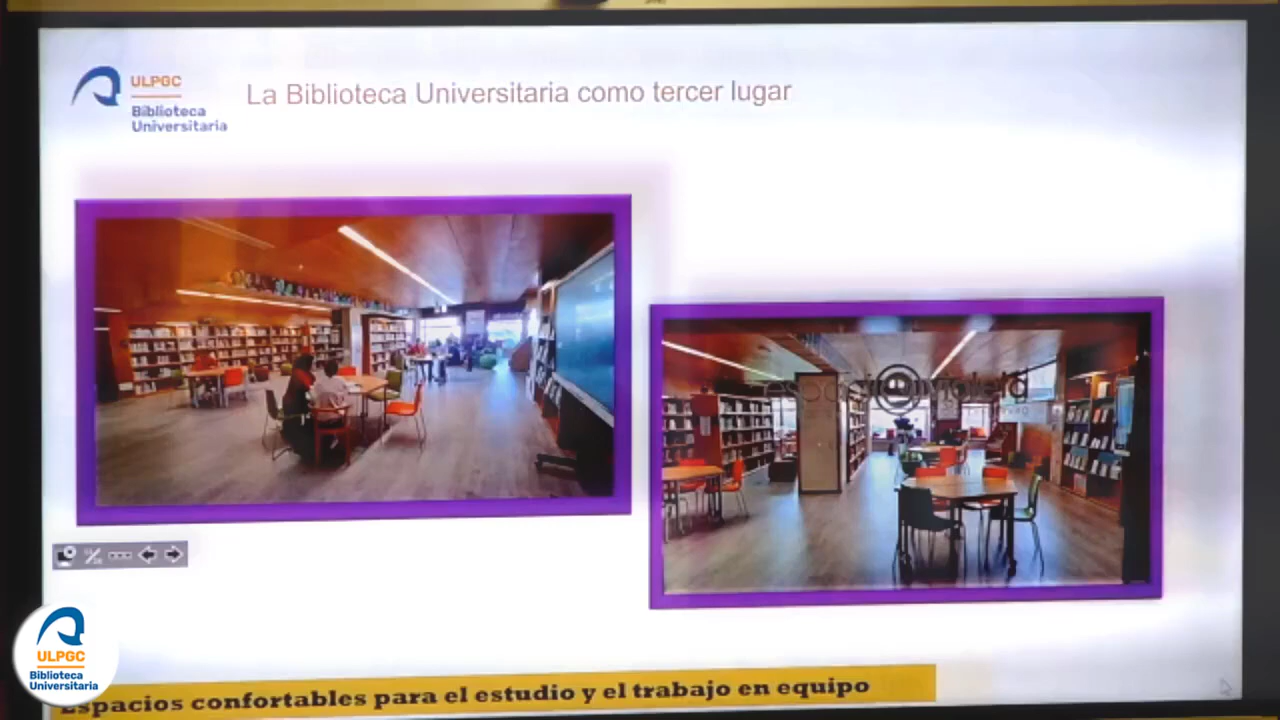 ULPGC
Biblioteca
Universitaria
La Biblioteca Universitaria como tercer lugar
Espacios confortables para el estudio y el trabajo en equipo
ULPGC
Biblioteca
Universitaria